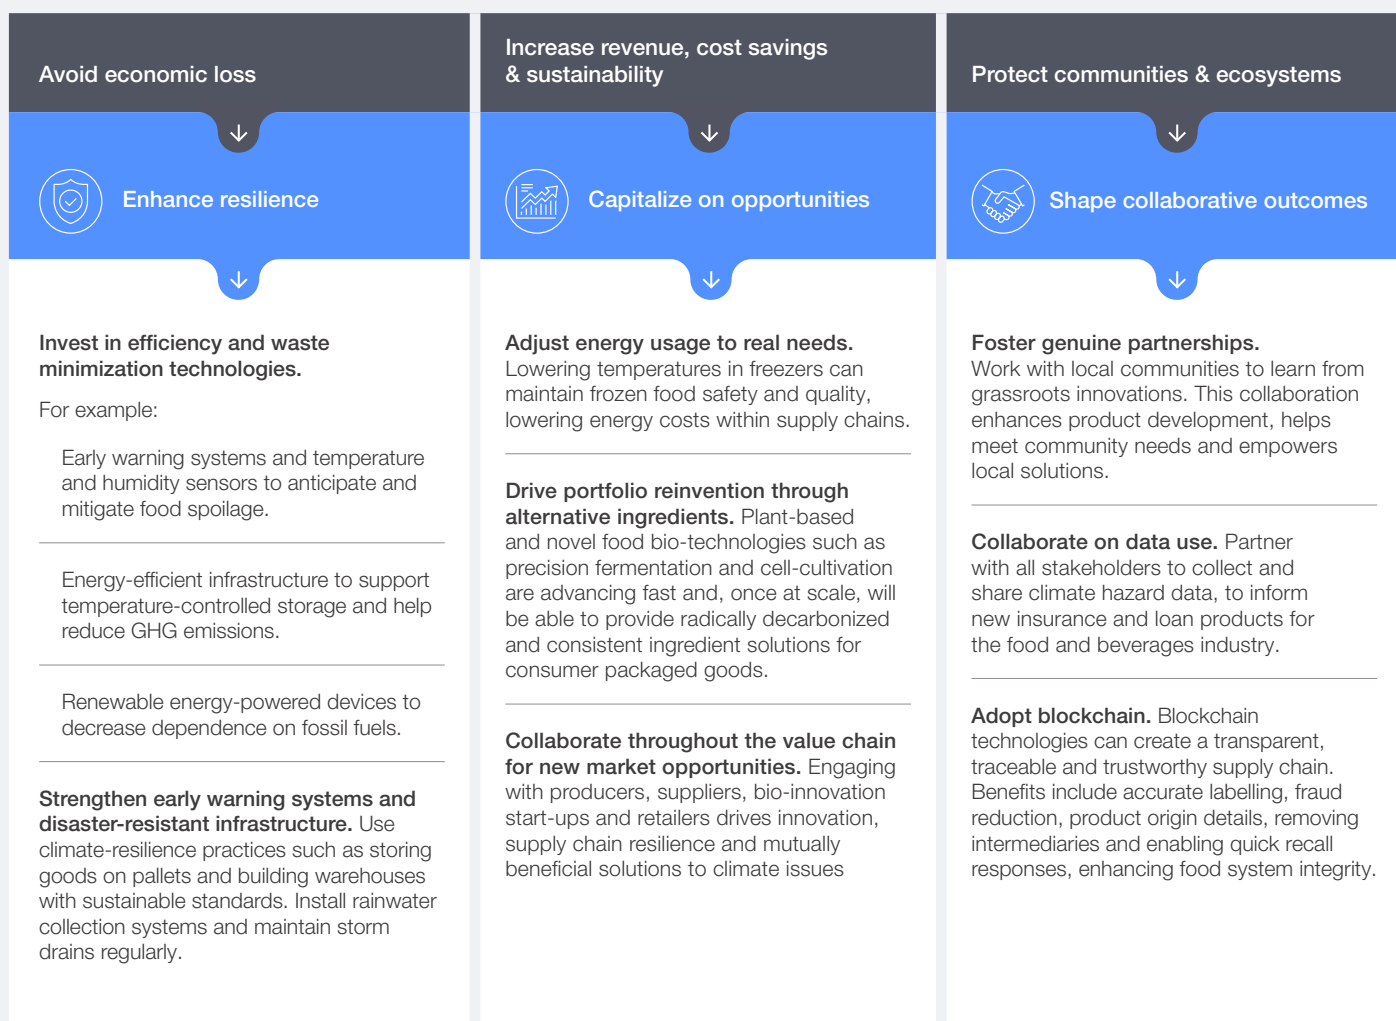 Avoid economic loss
Enhance resilience
Invest in efficiency and waste
minimization technologies.
For example:
Early warning systems and temperature
and humidity sensors to anticipate and
mitigate food spoilage.
Energy-efficient infrastructure to support
temperature-controlled storage and help
reduce GHG emissions.
Renewable energy-powered devices to
decrease dependence on fossil fuels.
Strengthen early warning systems and
disaster-resistant infrastructure. Use
climate-resilience practices such as storing
goods on pallets and building warehouses
with sustainable standards. Install rainwater
collection systems and maintain storm
drains regularly.
Increase revenue, cost savings
& sustainability
Capitalize on opportunities
Adjust energy usage to real needs.
Lowering temperatures in freezers can
maintain frozen food safety and quality,
lowering energy costs within supply chains.
Drive portfolio reinvention through
alternative ingredients. Plant-based
and novel food bio-technologies such as
precision fermentation and cell-cultivation
are advancing fast and, once at scale, will
be able to provide radically decarbonized
and consistent ingredient solutions for
consumer packaged goods.
Collaborate throughout the value chain
for new market opportunities. Engaging
with producers, suppliers, bio-innovation
start-ups and retailers drives innovation,
supply chain resilience and mutually
beneficial solutions to climate issues
Protect communities & ecosystems
Shape collaborative outcomes
Foster genuine partnerships.
Work with local communities to learn from
grassroots innovations. This collaboration
enhances product development, helps
meet community needs and empowers
local solutions.
Collaborate on data use. Partner
with all stakeholders to collect and
share climate hazard data, to inform
new insurance and loan products for
the food and beverages industry.
Adopt blockchain. Blockchain
technologies can create a transparent,
traceable and trustworthy supply chain.
Benefits include accurate labelling, fraud
reduction, product origin details, removing
intermediaries and enabling quick recall
responses, enhancing food system integrity.